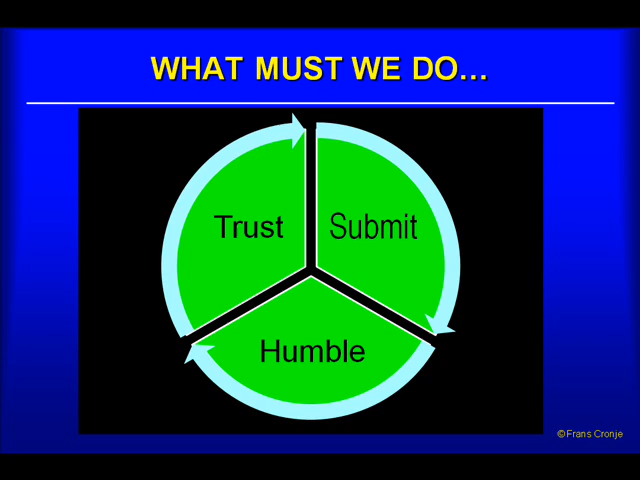 WHAT MUST WE DO…
Trust
Submit
Humble
©Frans Cronje